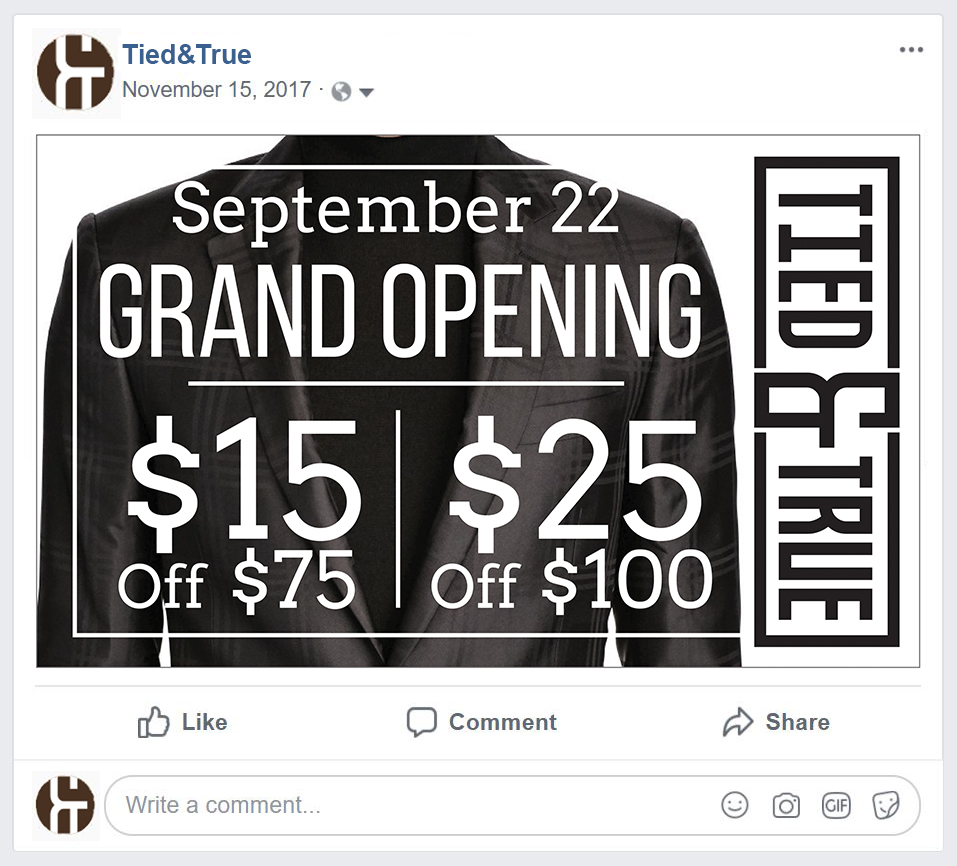 Tied&True
November 15, 2017 ·
September 22
GRAND OPENING
$15
Off $75
$25
Off $100
TIED
&
TRUE
Like
Comment
Share
Write a comment...
GIF